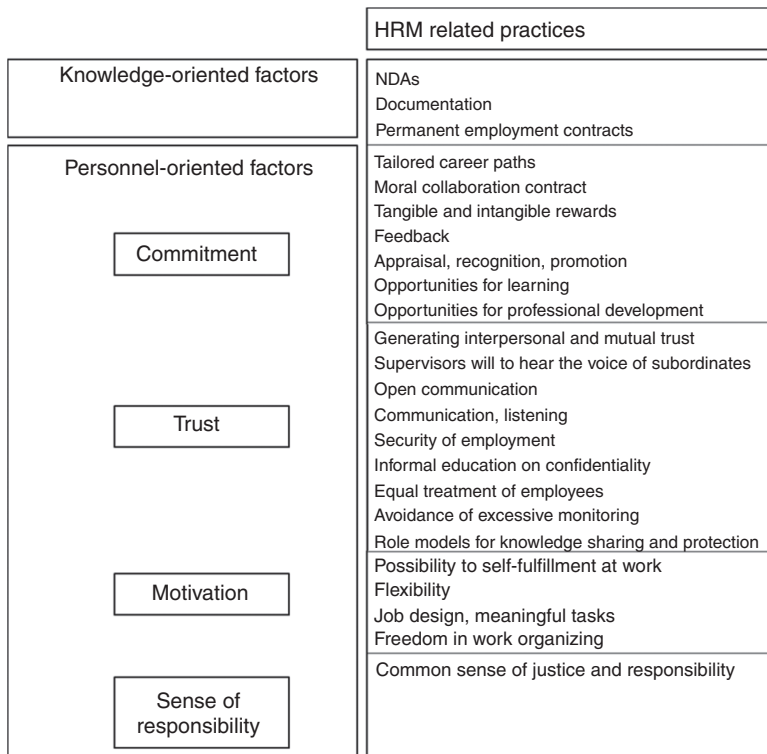 HRM related practices
Knowledge-oriented factors
NDAs
Documentation
Permanent employment contracts
Personnel-oriented factors
Commitment
Tailored career paths
Moral collaboration contract
Tangible and intangible rewards
Feedback
Appraisal, recognition, promotion
Opportunities for learning
Opportunities for professional development
Trust
Generating interpersonal and mutual trust
Supervisors will to hear the voice of subordinates
Open communication
Communication, listening
Security of employment
Informal education on confidentiality
Equal treatment of employees
Avoidance of excessive monitoring
Role models for knowledge sharing and protection
Motivation
Possibility to self-fulfillment at work
Flexibility
Job design, meaningful tasks
Freedom in work organizing
Sense of
responsibility
Common sense of justice and responsibility